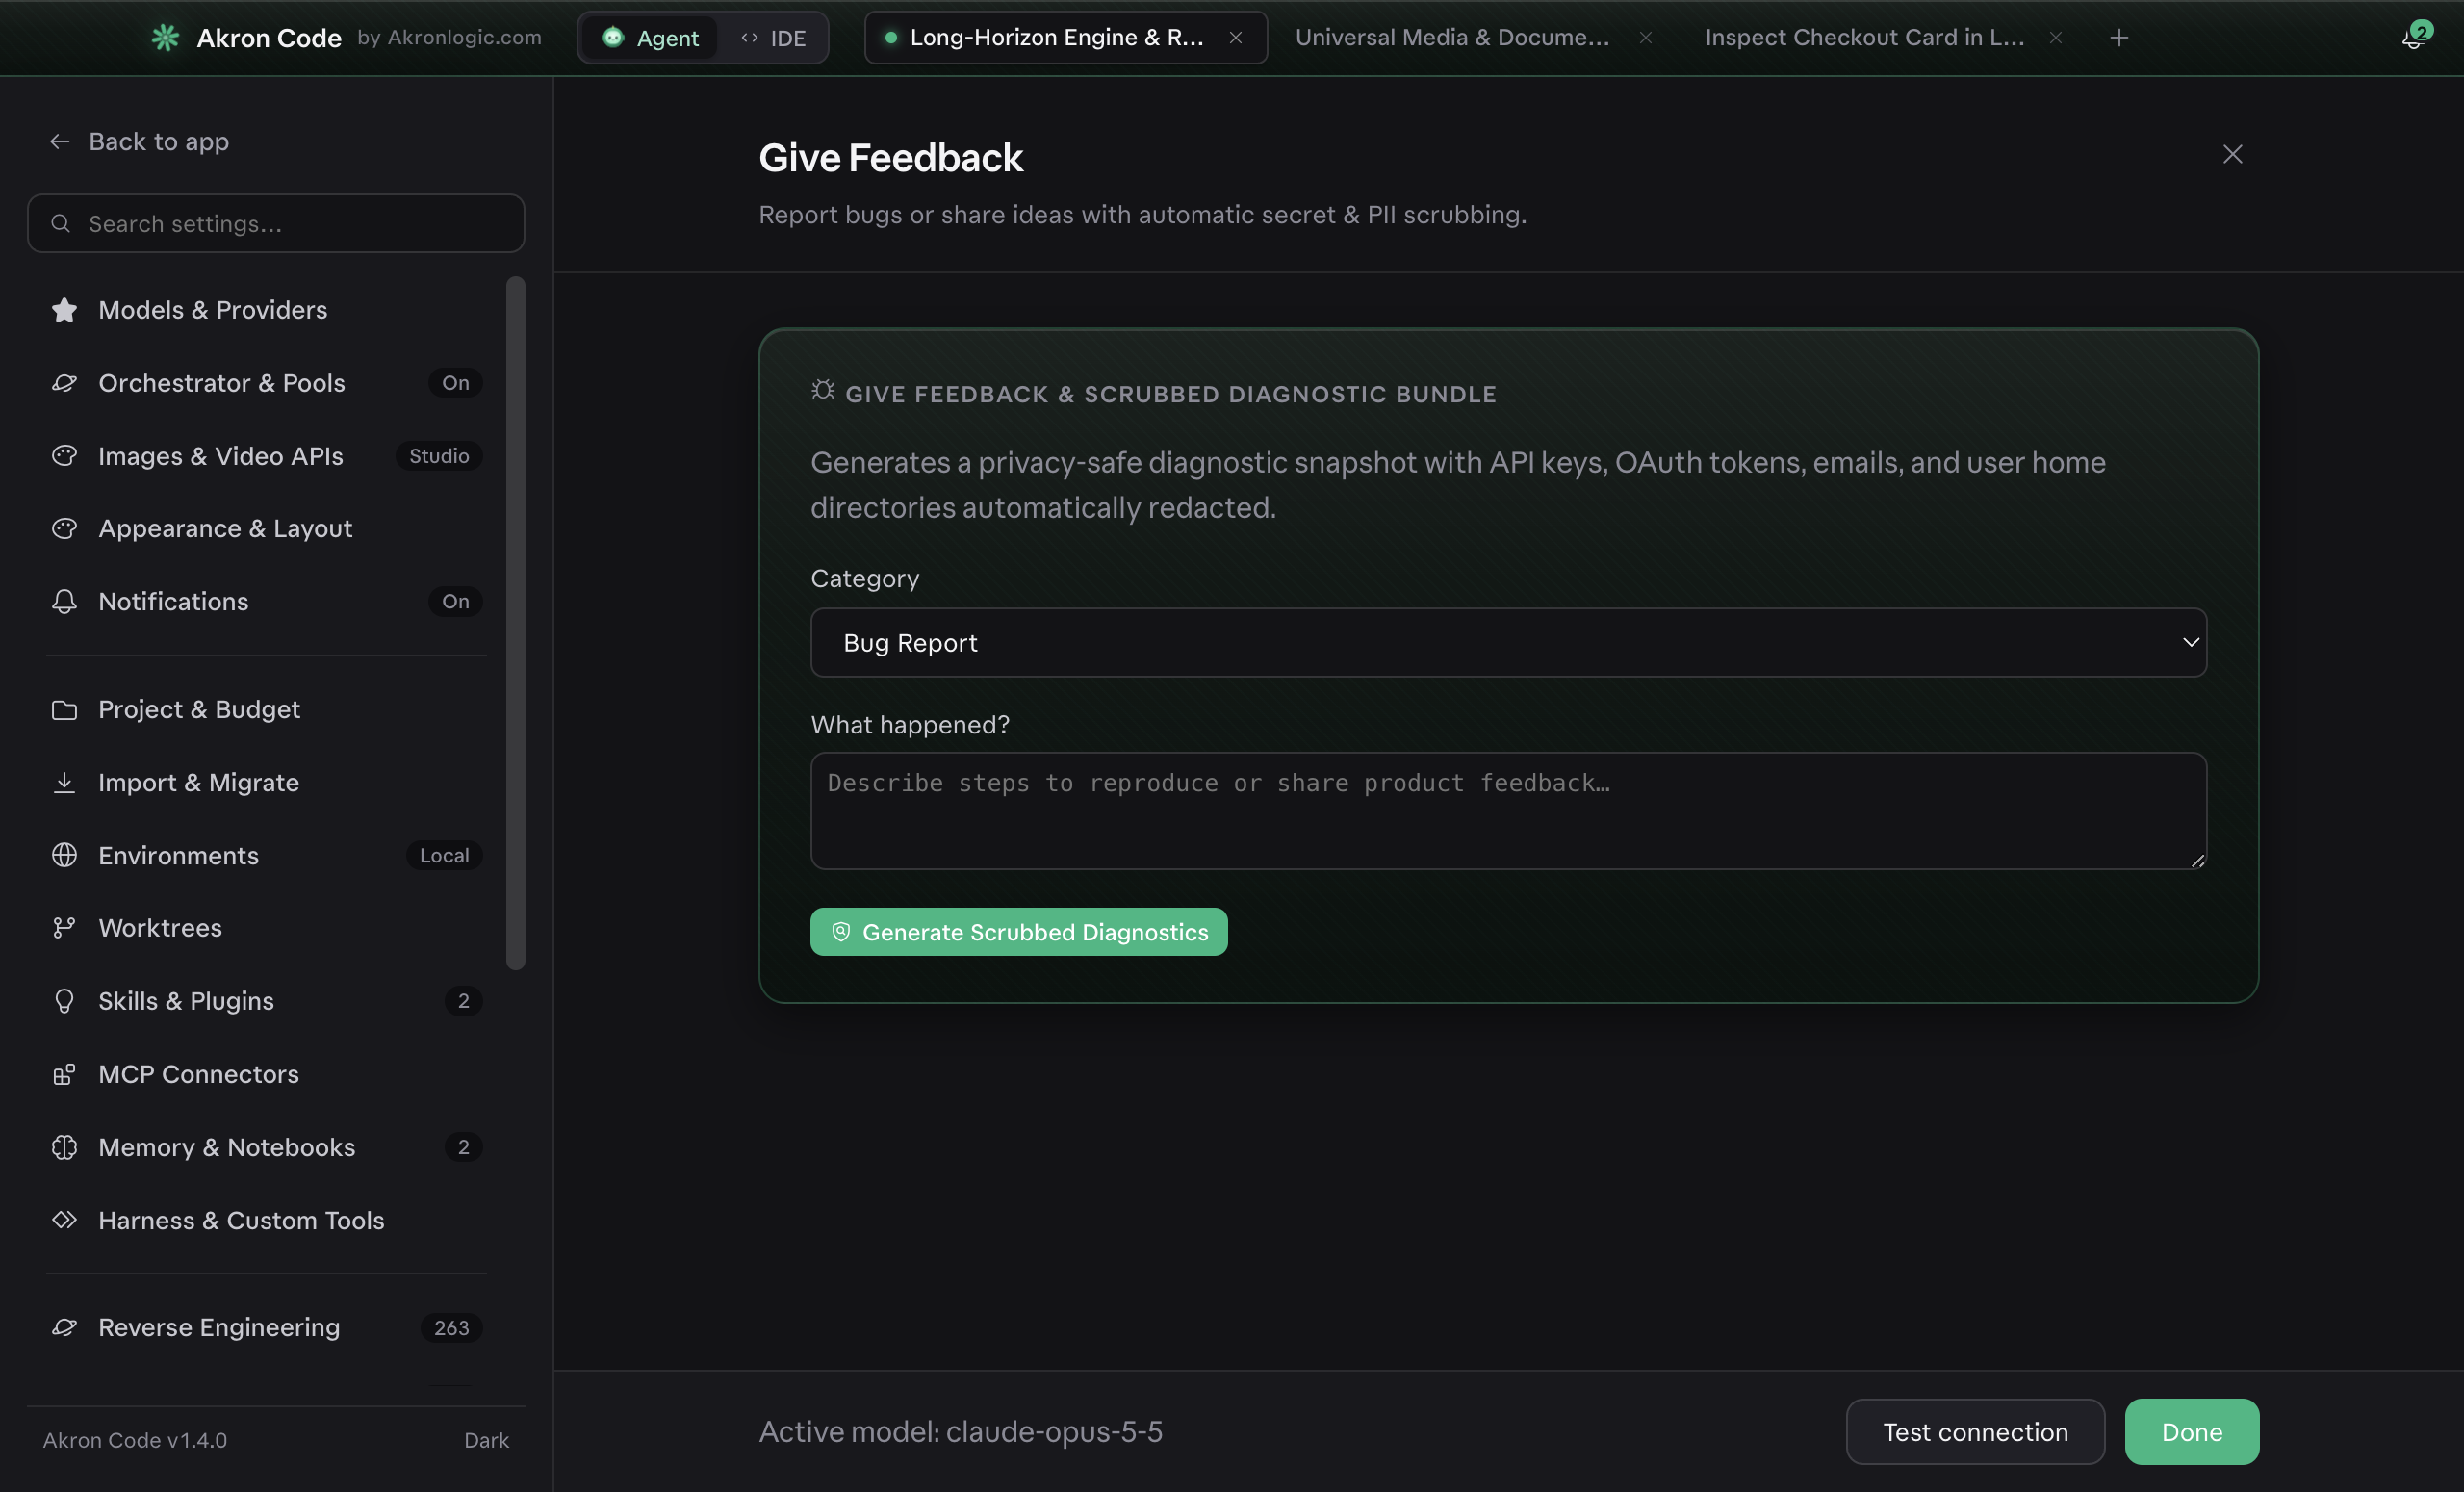 Akron Code by Akronlogic.com
Agent
IDE
Long-Horizon Engine & R...
Universal Media & Docume...
Inspect Checkout Card in L...
2
Back to app
Search settings...
Models & Providers
Orchestrator & Pools On
Images & Video APIs Studio
Appearance & Layout
Notifications On
Project & Budget
Import & Migrate
Environments Local
Worktrees
Skills & Plugins 2
MCP Connectors
Memory & Notebooks 2
Harness & Custom Tools
Reverse Engineering 263
Akron Code v1.4.0 Dark
Give Feedback
Report bugs or share ideas with automatic secret & PII scrubbing.
GIVE FEEDBACK & SCRUBBED DIAGNOSTIC BUNDLE
Generates a privacy-safe diagnostic snapshot with API keys, OAuth tokens, emails, and user home
directories automatically redacted.
Category
Bug Report
What happened?
Describe steps to reproduce or share product feedback…
Generate Scrubbed Diagnostics
Active model: claude-opus-5-5
Test connection
Done